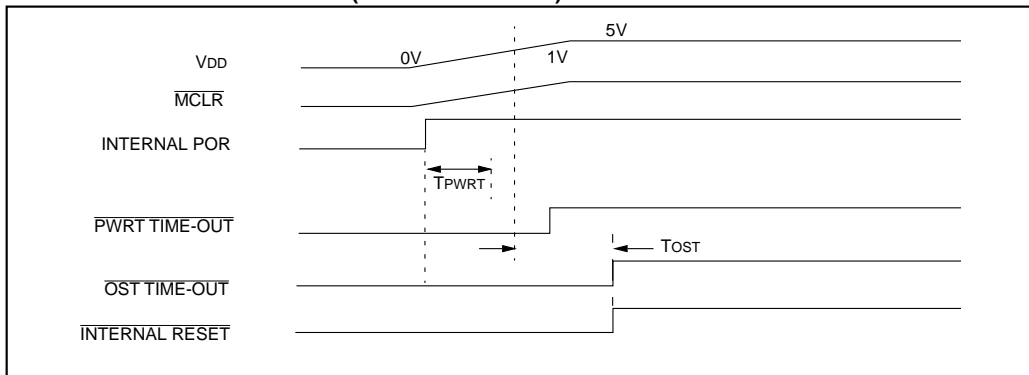 5V
0V
1V
VDD
MCLR
INTERNAL POR
TPWRT
PWRT TIME-OUT
TOST
OST TIME-OUT
INTERNAL RESET